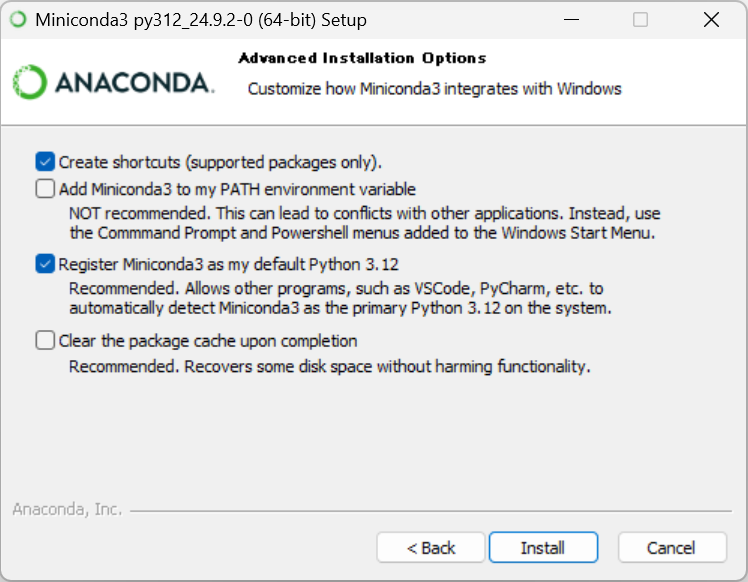 Miniconda3 py312_24.9.2-0 (64-bit) Setup
ANACONDA.
Advanced Installation Options
Customize how Miniconda3 integrates with Windows
Create shortcuts (supported packages only).
Add Miniconda3 to my PATH environment variable
NOT recommended. This can lead to conflicts with other applications. Instead, use
the Commmand Prompt and Powershell menus added to the Windows Start Menu.
Register Miniconda3 as my default Python 3.12
Recommended. Allows other programs, such as VSCode, PyCharm, etc. to
automatically detect Miniconda3 as the primary Python 3.12 on the system.
Clear the package cache upon completion
Recommended. Recovers some disk space without harming functionality.
Anaconda, Inc.
< Back
Install
Cancel